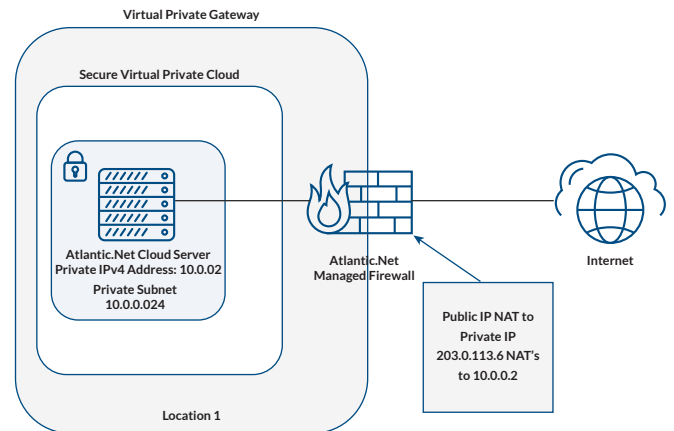 Virtual Private Gateway
Secure Virtual Private Cloud
Atlantic.Net Cloud Server
Private IPv4 Address: 10.0.02
Private Subnet
10.0.0.024
Atlantic.Net
Managed Firewall
Internet
Public IP NAT to
Private IP
203.0.113.6 NAT's
to 10.0.0.2
Location 1